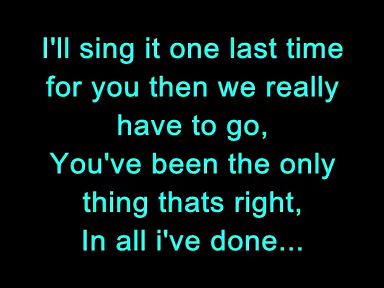 I'll sing it one last time
for you then we really
have to go,
You've been the only
thing thats right,
In all i've done...